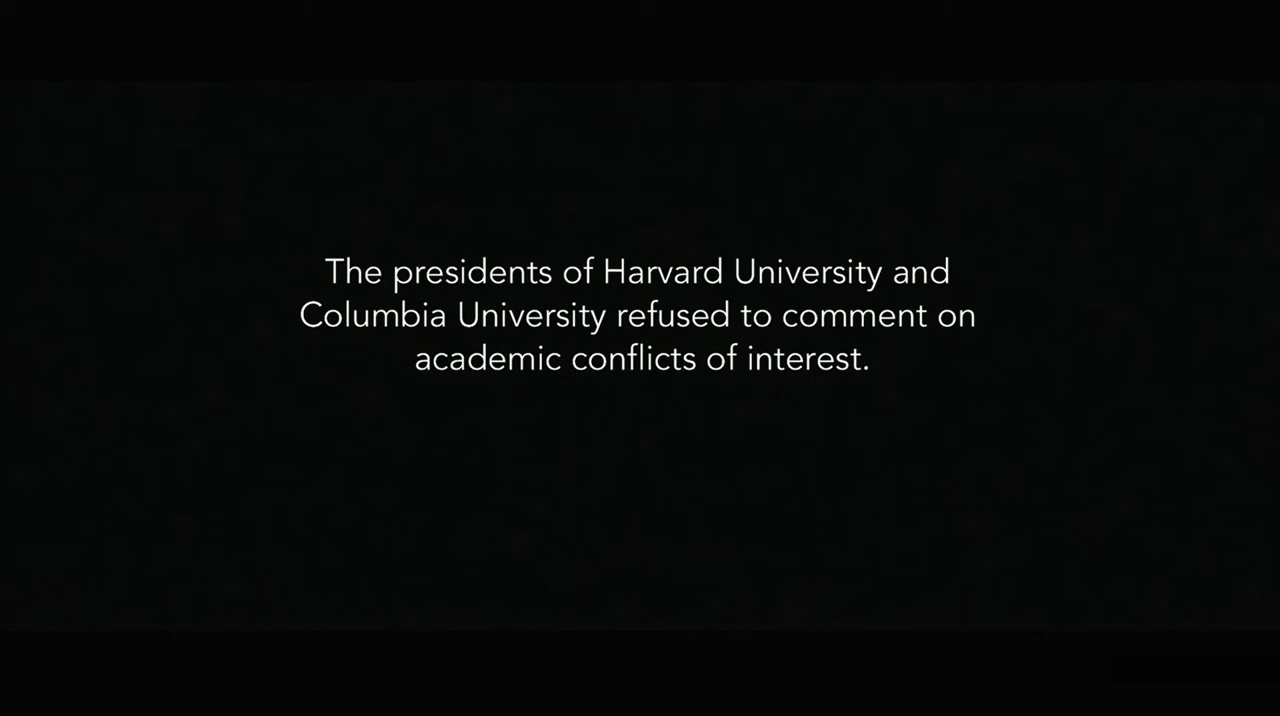 The presidents of Harvard University and
Columbia University refused to comment on
academic conflicts of interest.